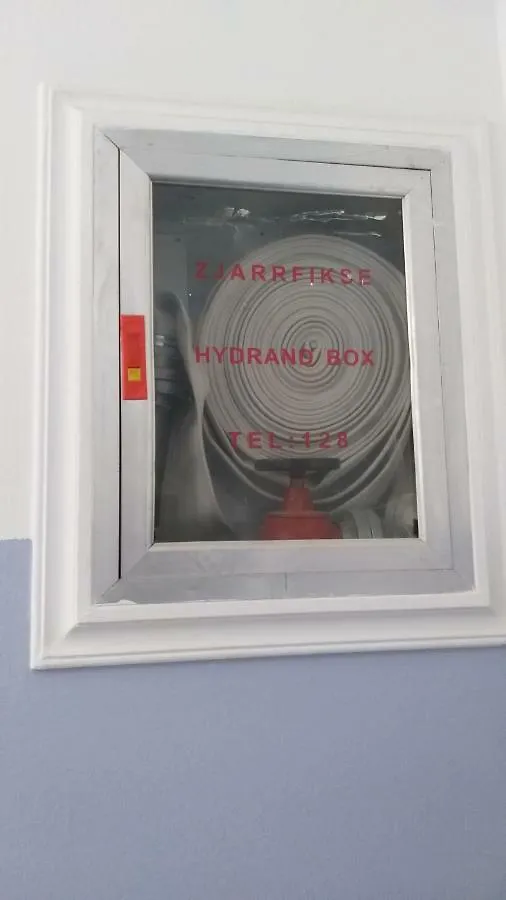 ZJARRFIKSE
HYDRAND BOX
TEL:128